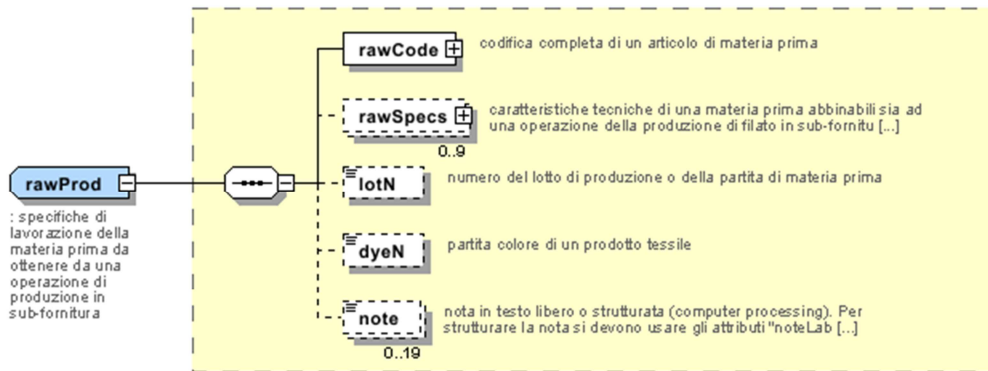 rawCode
codifica completa di un articolo di materia prima
rawSpecs
caratteristiche tecniche di una materia prima abbinabili sia ad
una operazione della produzione di filato in sub-fornitu [...]
0..9
rawProd
: specifiche di
lavorazione della
materia prima da
ottenere da una
operazione di
produzione in
sub-fornitura
lotN
numero del lotto di produzione o della partita di materia prima
dyeN
partita colore di un prodotto tessile
note
nota in testo libero o strutturata (computer processing). Per
strutturare la nota si devono usare gli attributi "noteLab [...]
0..19